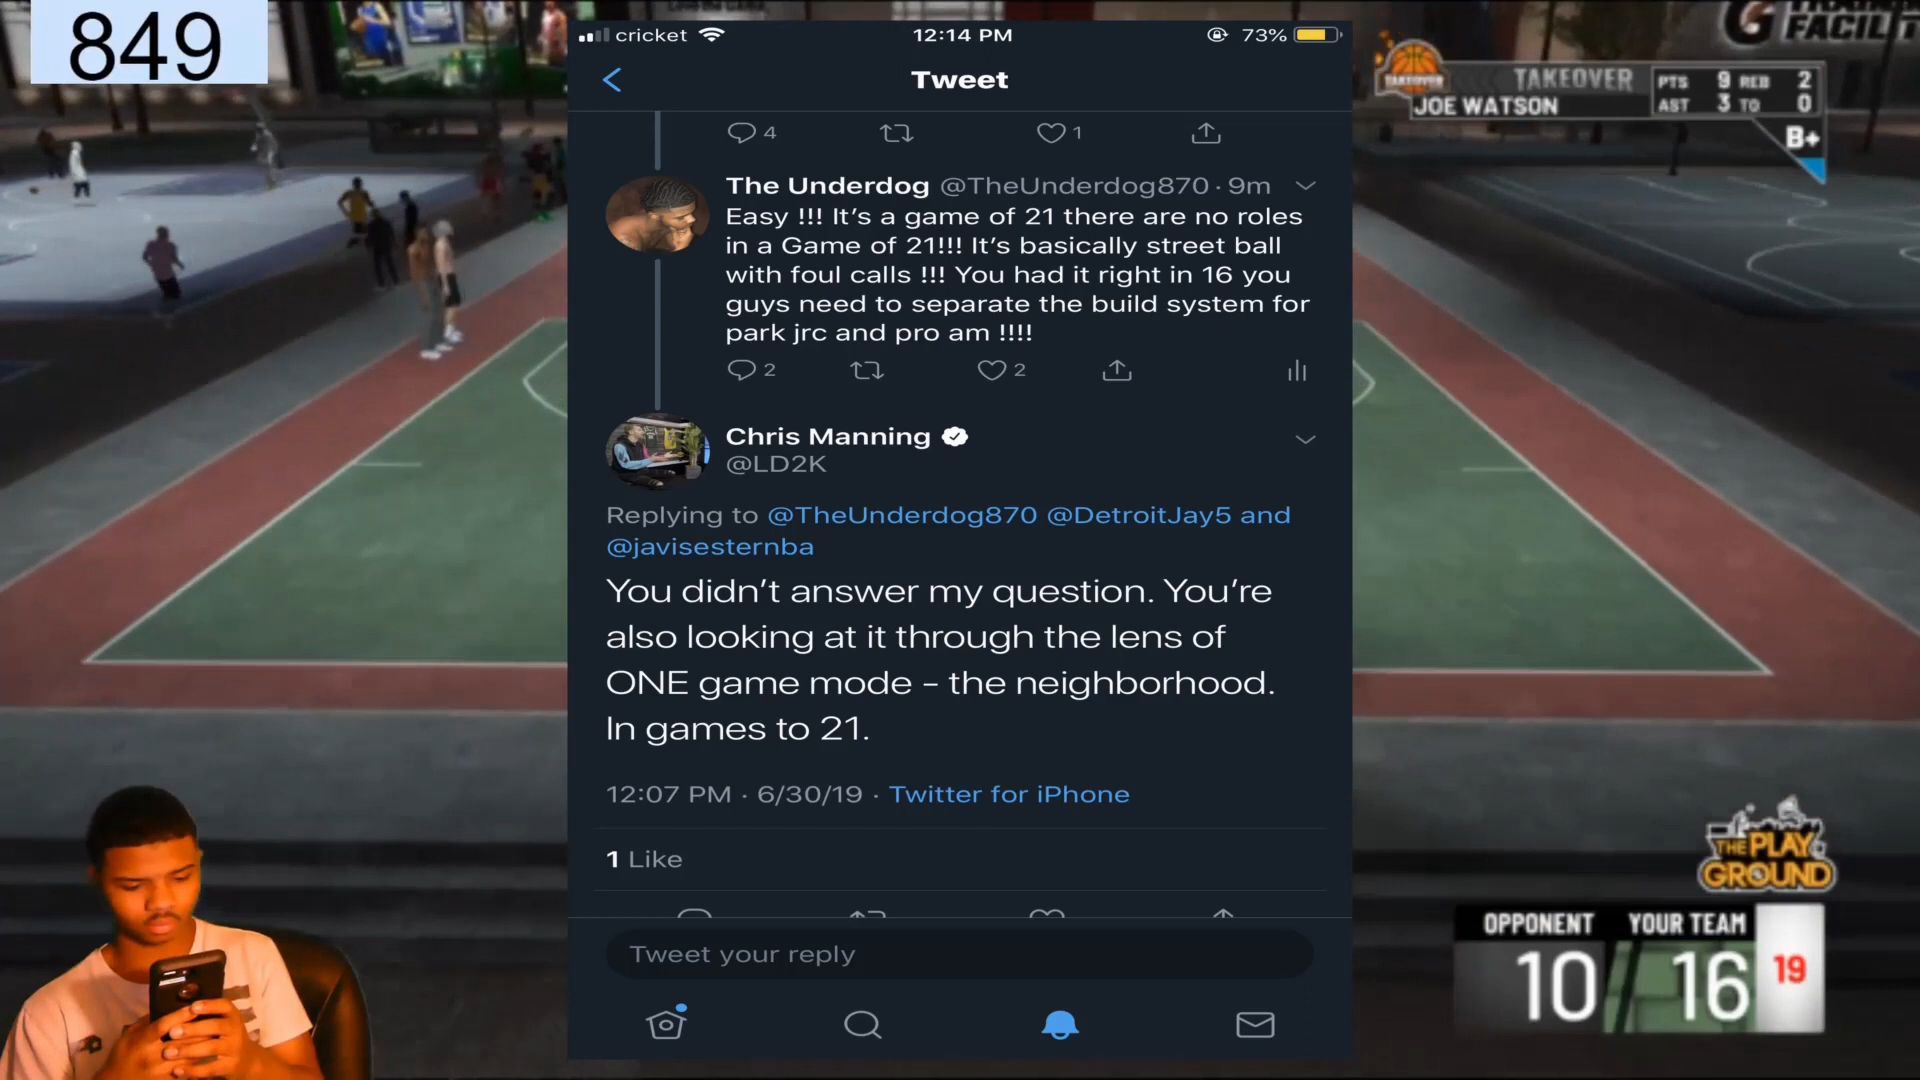 849
cricket 12:14 PM 73%
Tweet
4 1
The Underdog @TheUnderdog870 · 9m
Easy !!! It's a game of 21 there are no roles
in a Game of 21!!! It's basically street ball
with foul calls !!! You had it right in 16 you
guys need to separate the build system for
park jrc and pro am !!!!
2 2
Chris Manning
@LD2K
Replying to @TheUnderdog870 @DetroitJay5 and
@javisesternba
You didn't answer my question. You're
also looking at it through the lens of
ONE game mode – the neighborhood.
In games to 21.
12:07 PM · 6/30/19 · Twitter for iPhone
1 Like
Tweet your reply
FACILIT
TAKEOVER
TAKEOVER
JOE WATSON
PTS 9 REB 2
AST 3 TO 0
B+
THE PLAY
GROUND
OPPONENT YOUR TEAM
10 16 19